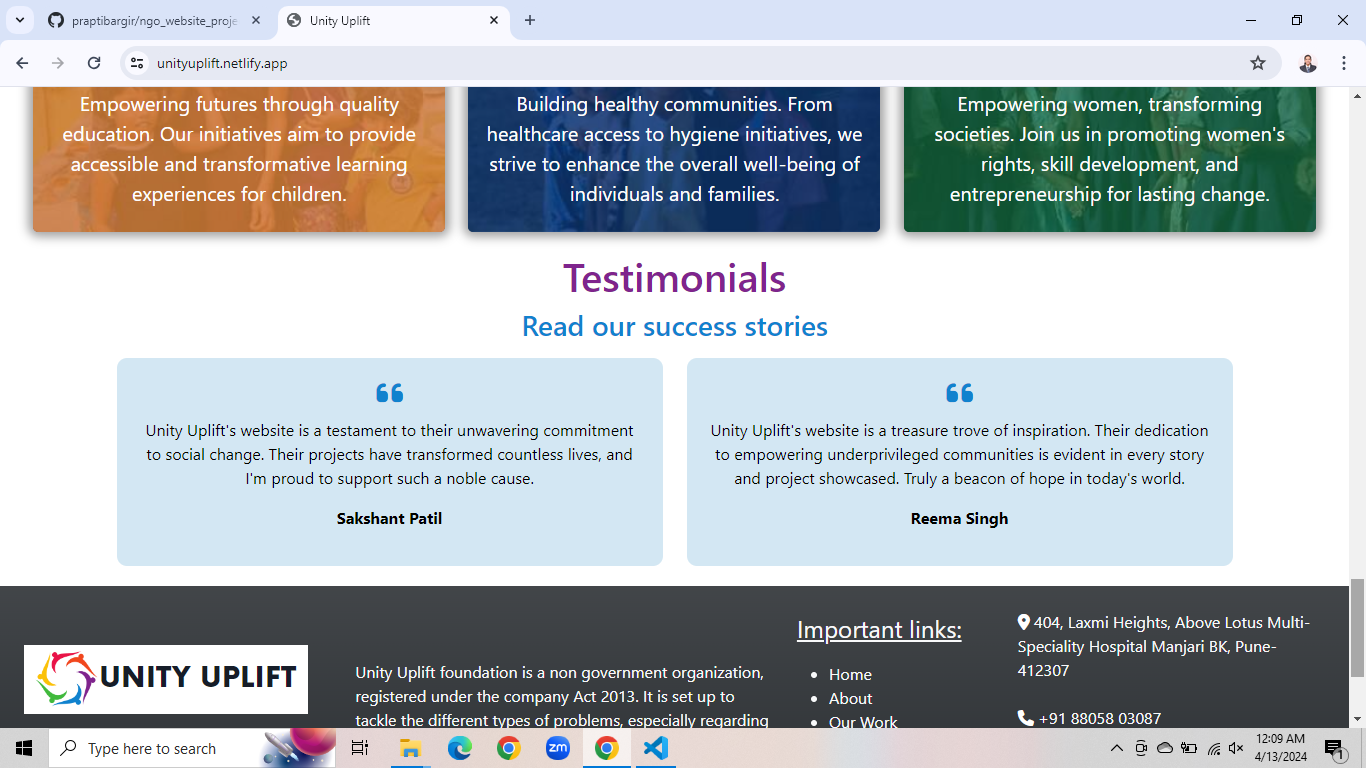 praptibargir/ngo_website_proje
Unity Uplift
unityuplift.netlify.app
Empowering futures through quality
education. Our initiatives aim to provide
accessible and transformative learning
experiences for children.
Building healthy communities. From
healthcare access to hygiene initiatives, we
strive to enhance the overall well-being of
individuals and families.
Empowering women, transforming
societies. Join us in promoting women's
rights, skill development, and
entrepreneurship for lasting change.
Testimonials
Read our success stories
Unity Uplift's website is a testament to their unwavering commitment
to social change. Their projects have transformed countless lives, and
I'm proud to support such a noble cause.
Sakshant Patil
Unity Uplift's website is a treasure trove of inspiration. Their dedication
to empowering underprivileged communities is evident in every story
and project showcased. Truly a beacon of hope in today's world.
Reema Singh
UNITY UPLIFT
Unity Uplift foundation is a non government organization,
registered under the company Act 2013. It is set up to
tackle the different types of problems, especially regarding
Important links:
Home
About
Our Work
404, Laxmi Heights, Above Lotus Multi-
Speciality Hospital Manjari BK, Pune-
412307
+91 88058 03087
Type here to search
zm
12:09 AM
4/13/2024
1